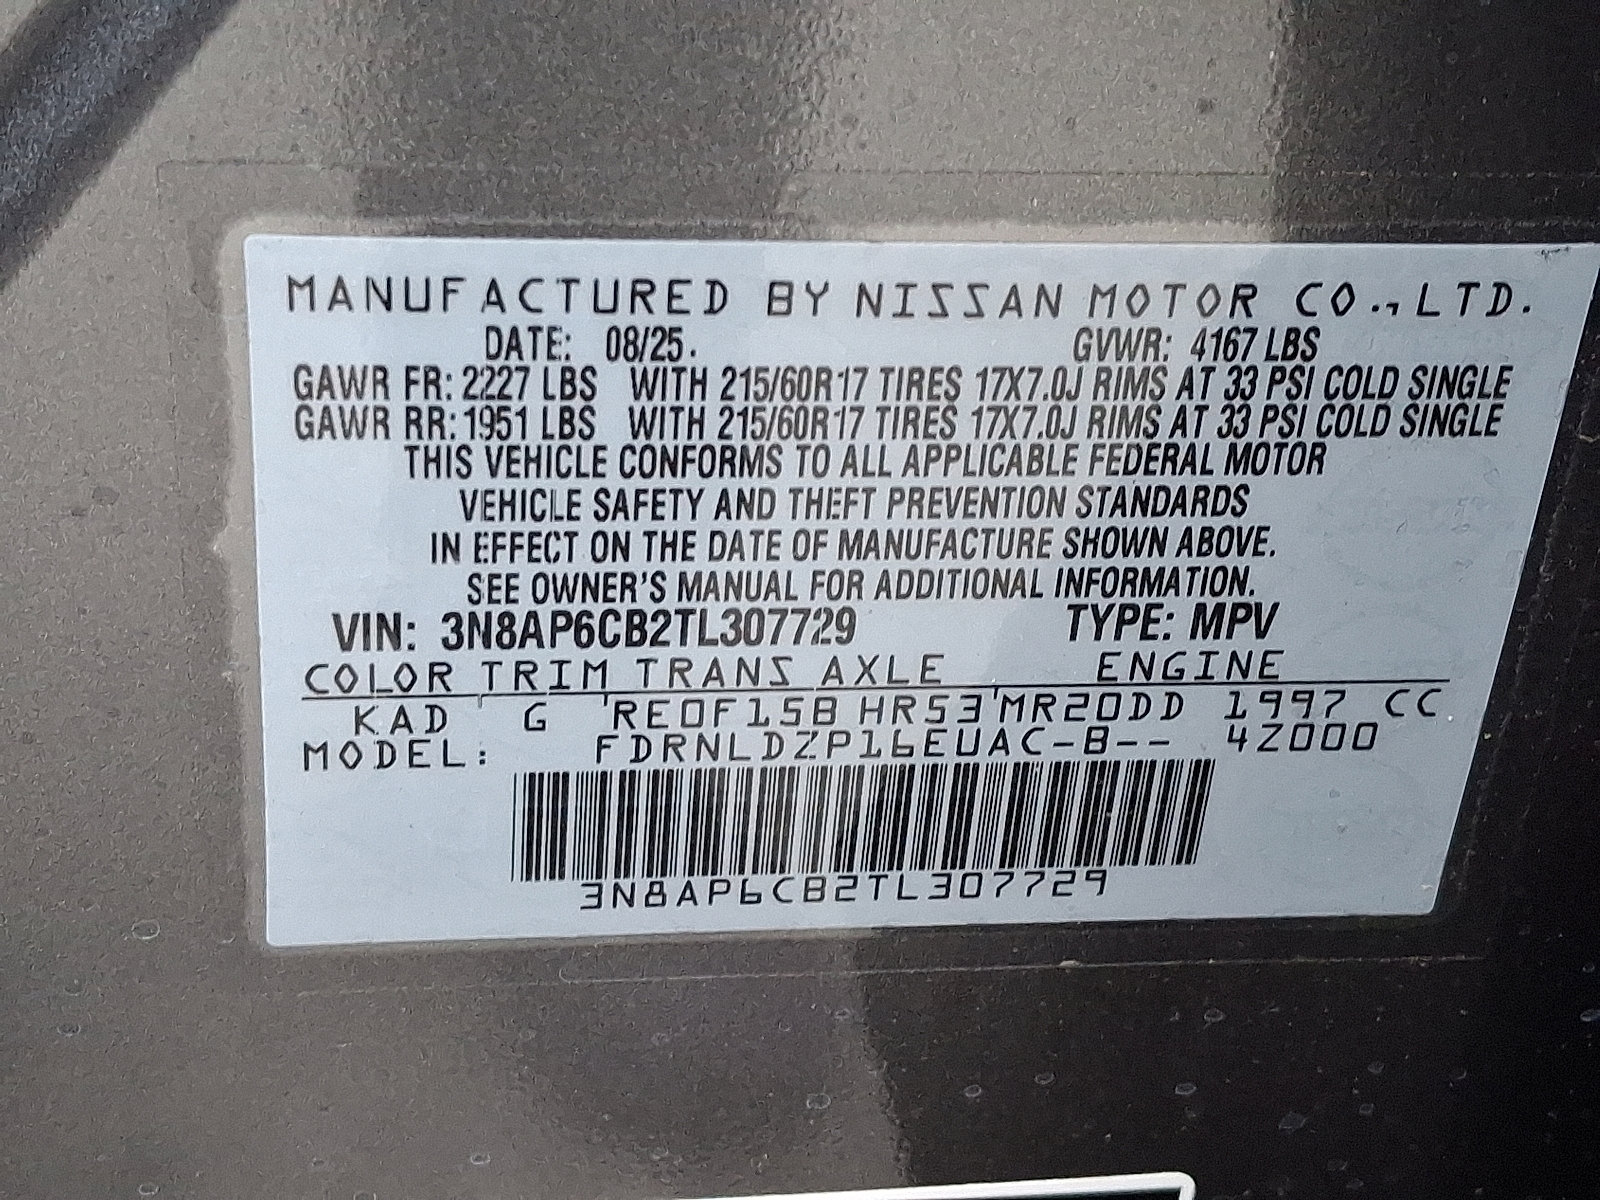 MANUFACTURED BY NISSAN MOTOR CO., LTD.
DATE: 08/25. GVWR: 4167 LBS
GAWR FR: 2227 LBS WITH 215/60R17 TIRES 17X7.0J RIMS AT 33 PSI COLD SINGLE
GAWR RR: 1951 LBS WITH 215/60R17 TIRES 17X7.0J RIMS AT 33 PSI COLD SINGLE
THIS VEHICLE CONFORMS TO ALL APPLICABLE FEDERAL MOTOR
VEHICLE SAFETY AND THEFT PREVENTION STANDARDS
IN EFFECT ON THE DATE OF MANUFACTURE SHOWN ABOVE.
SEE OWNER'S MANUAL FOR ADDITIONAL INFORMATION.
VIN: 3N8AP6CB2TL307729 TYPE: MPV
COLOR TRIM TRANS AXLE ENGINE
KAD G RE0F15B HR53 MR20DD 1997 CC
MODEL: FDRNLDZP16EUAC-B-- 4Z000
3N8AP6CB2TL307729